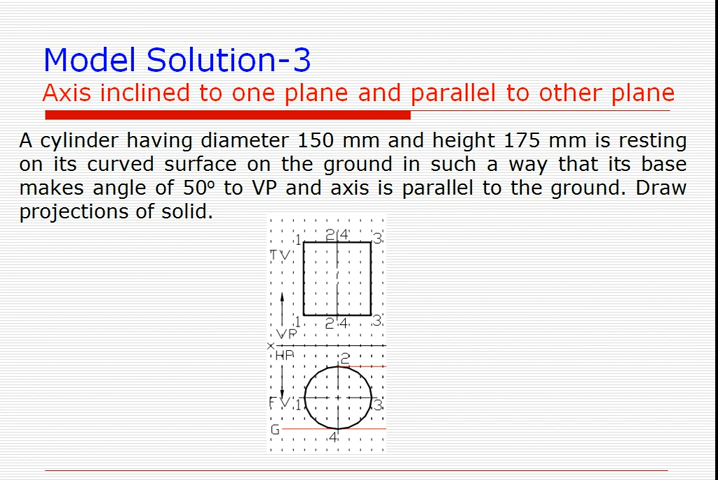 Model Solution-3
Axis inclined to one plane and parallel to other plane
A cylinder having diameter 150 mm and height 175 mm is resting
on its curved surface on the ground in such a way that its base
makes angle of 50º to VP and axis is parallel to the ground. Draw
projections of solid.
1 2 4 3
TV
1 2 4 3
VP
X
HP
2
FV 1 3
G
4